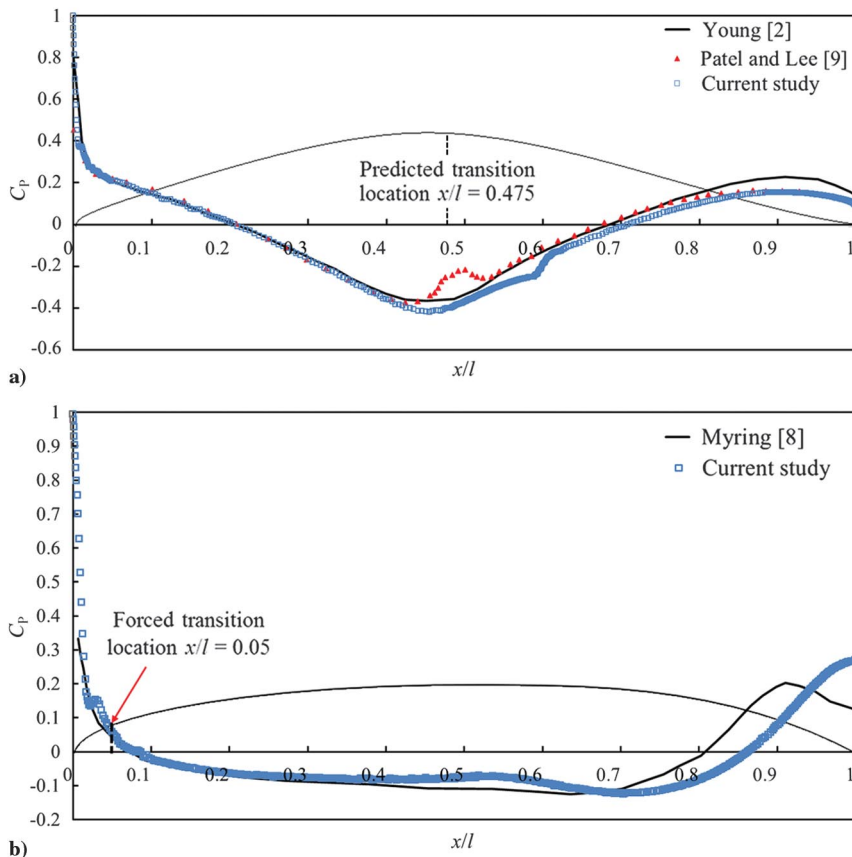 1
Young [2]
0.8
Patel and Lee [9]
Current study
0.6
0.4
Predicted transition
location x/l = 0.475
0.2
C_P
0
0 0.1 0.2 0.3 0.4 0.5 0.6 0.7 0.8 0.9 1
-0.2
-0.4
-0.6
x/l
a)
1
Myring [8]
0.9
Current study
0.8
0.7
0.6
0.5
0.4
Forced transition
location x/l = 0.05
C_P
0.3
0.2
0.1
0
0 0.1 0.2 0.3 0.4 0.5 0.6 0.7 0.8 0.9 1
-0.1
-0.2
x/l
b)